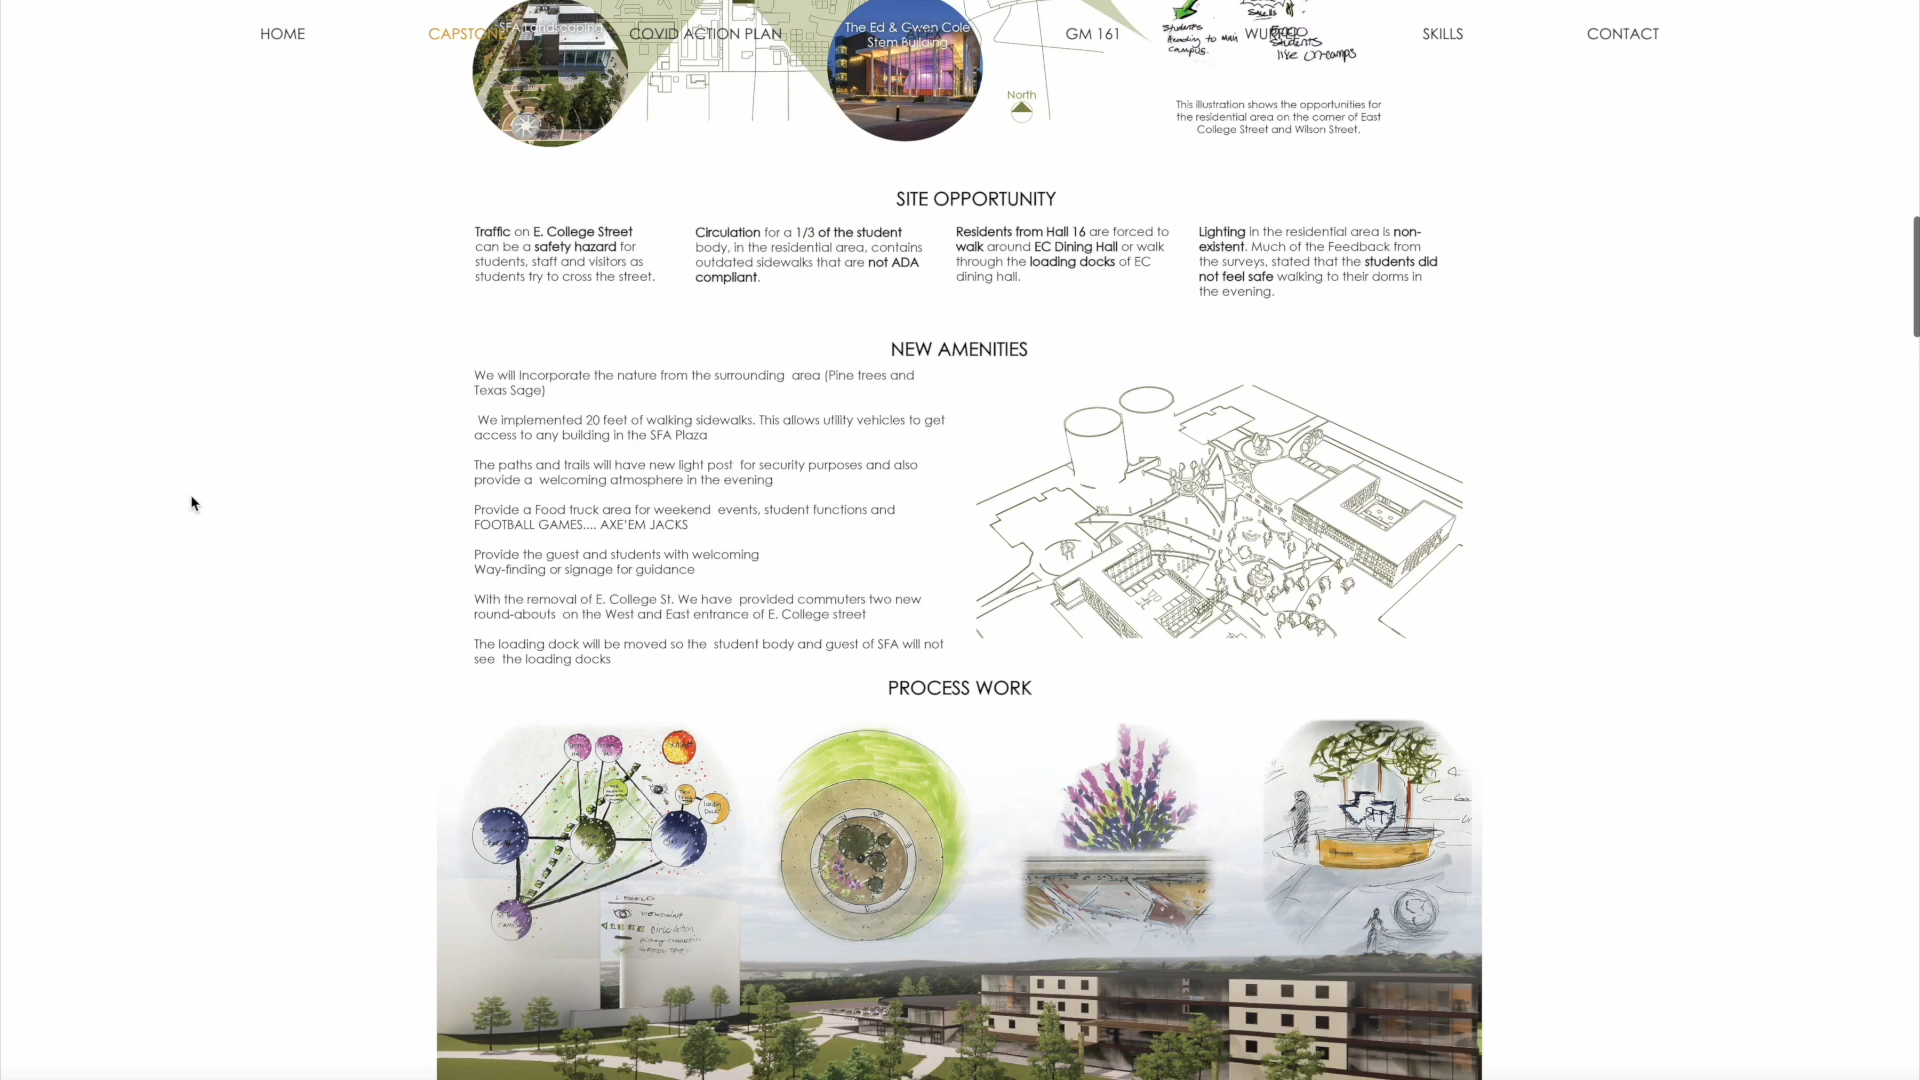 HOME
CAPSTON
COVID ACTION PLAN
GM 161
SKILLS
CONTACT
SFA Landscaping
The Ed & Gwen Cole
Stem Building
North
Students
heading to Main
campus.
Students
live On-camps
This illustration shows the opportunities for
the residential area on the corner of East
College Street and Wilson Street.
SITE OPPORTUNITY
Traffic on E. College Street
can be a safety hazard for
students, staff and visitors as
students try to cross the street.
Circulation for a 1/3 of the student
body, in the residential area, contains
outdated sidewalks that are not ADA
compliant.
Residents from Hall 16 are forced to
walk around EC Dining Hall or walk
through the loading docks of EC
dining hall.
Lighting in the residential area is non-
existent. Much of the Feedback from
the surveys, stated that the students did
not feel safe walking to their dorms in
the evening.
NEW AMENITIES
We will Incorporate the nature from the surrounding area (Pine trees and
Texas Sage)
We implemented 20 feet of walking sidewalks. This allows utility vehicles to get
access to any building in the SFA Plaza
The paths and trails will have new light post for security purposes and also
provide a welcoming atmosphere in the evening
Provide a Food truck area for weekend events, student functions and
FOOTBALL GAMES.... AXE'EM JACKS
Provide the guest and students with welcoming
Way-finding or signage for guidance
With the removal of E. College St. We have provided commuters two new
round-abouts on the West and East entrance of E. College street
The loading dock will be moved so the student body and guest of SFA will not
see the loading docks
PROCESS WORK
LEGEND
VIEWPOINT
Circulation